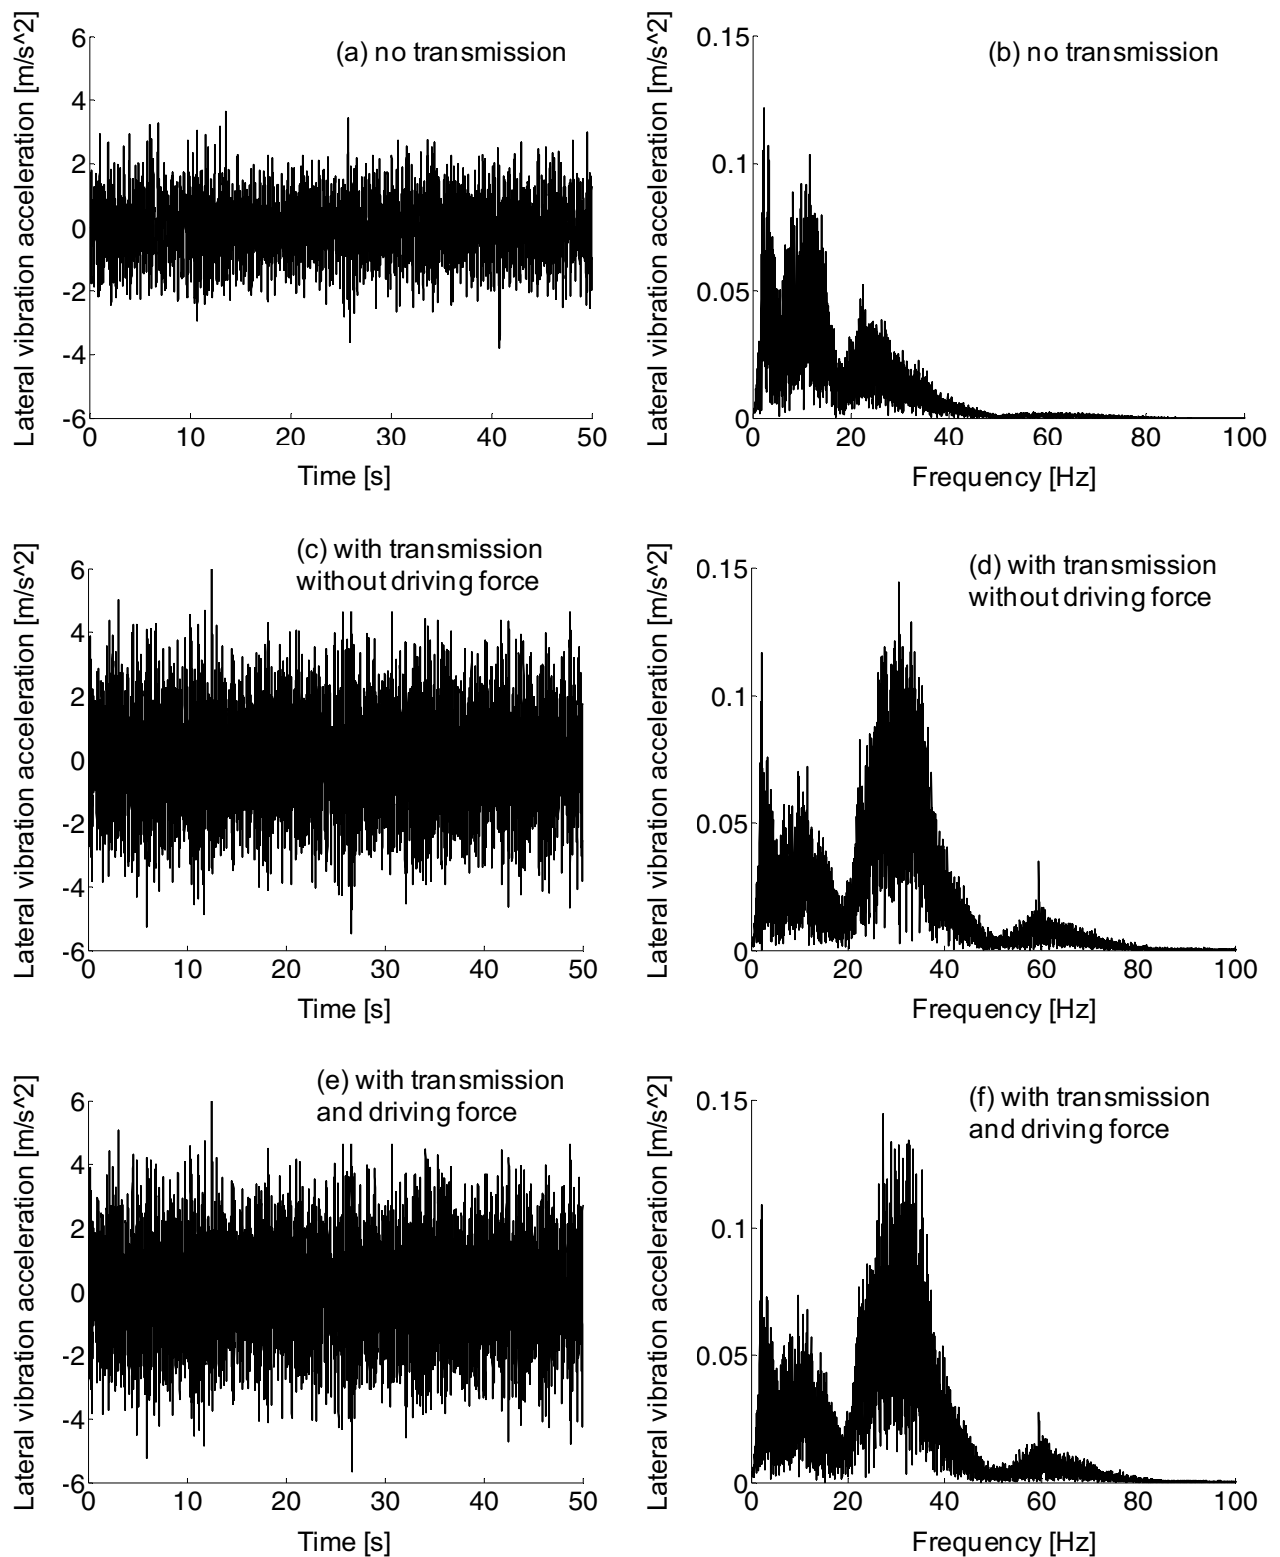 Lateral vibration acceleration [m/s^2]
(a) no transmission
6
4
2
0
-2
-4
-6
0 10 20 30 40 50
Time [s]
Lateral vibration acceleration [m/s^2]
(b) no transmission
0.15
0.1
0.05
0
0 20 40 60 80 100
Frequency [Hz]
Lateral vibration acceleration [m/s^2]
(c) with transmission
without driving force
6
4
2
0
-2
-4
-6
0 10 20 30 40 50
Time [s]
Lateral vibration acceleration [m/s^2]
(d) with transmission
without driving force
0.15
0.1
0.05
0
0 20 40 60 80 100
Frequency [Hz]
Lateral vibration acceleration [m/s^2]
(e) with transmission
and driving force
6
4
2
0
-2
-4
-6
0 10 20 30 40 50
Time [s]
Lateral vibration acceleration [m/s^2]
(f) with transmission
and driving force
0.15
0.1
0.05
0
0 20 40 60 80 100
Frequency [Hz]